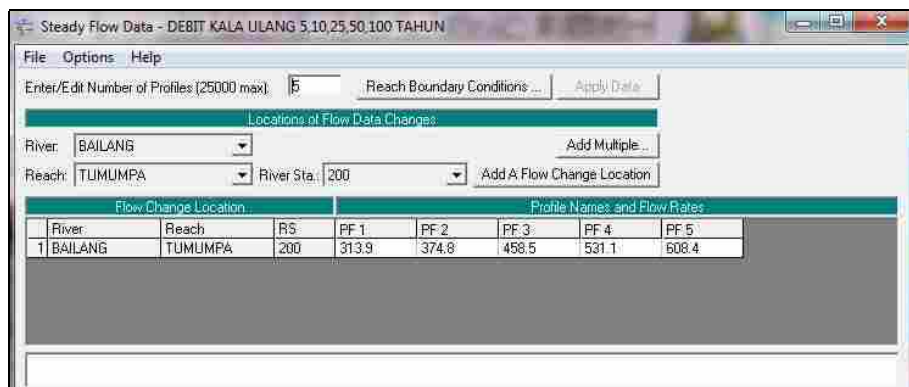 Steady Flow Data - DEBIT KALA ULANG 5,10,25,50,100 TAHUN
File Options Help
Enter/Edit Number of Profiles (25000 max): 5 Reach Boundary Conditions ... Apply Data
Locations of Flow Data Changes
River: BAILANG Add Multiple...
Reach: TUMUMPA River Sta.: 200 Add A Flow Change Location
Flow Change Location Profile Names and Flow Rates
River Reach RS PF 1 PF 2 PF 3 PF 4 PF 5
1 BAILANG TUMUMPA 200 313.9 374.8 458.5 531.1 608.4